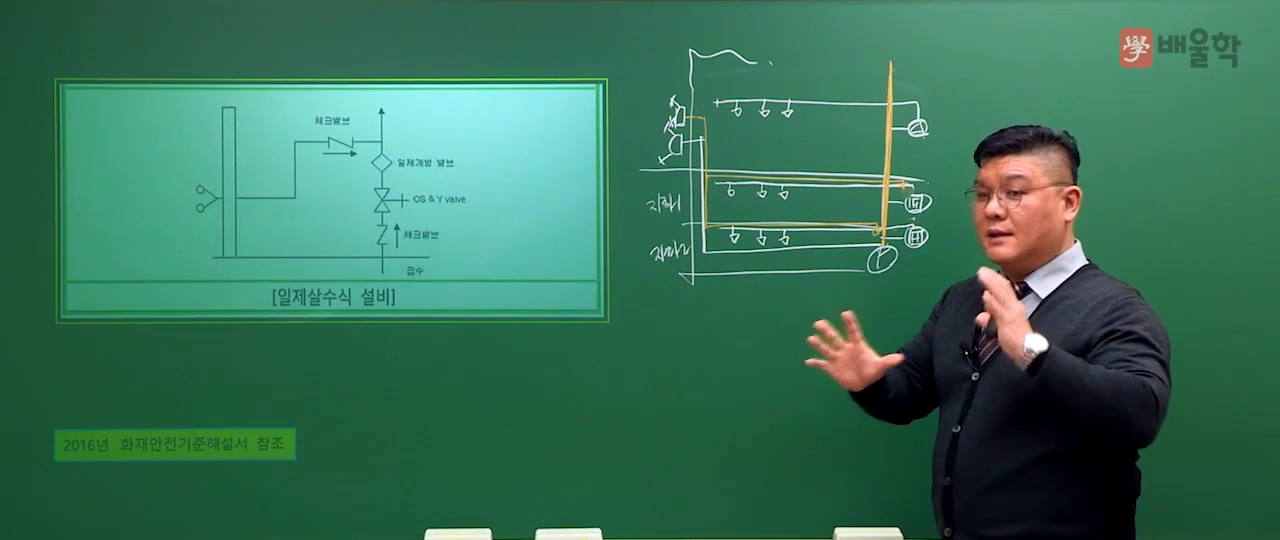 學 배울학
체크밸브
일제개방 밸브
OS & Y valve
체크밸브
급수
[일제살수식 설비]
지하1
지하2
P
2016년 화재안전기준해설서 참조